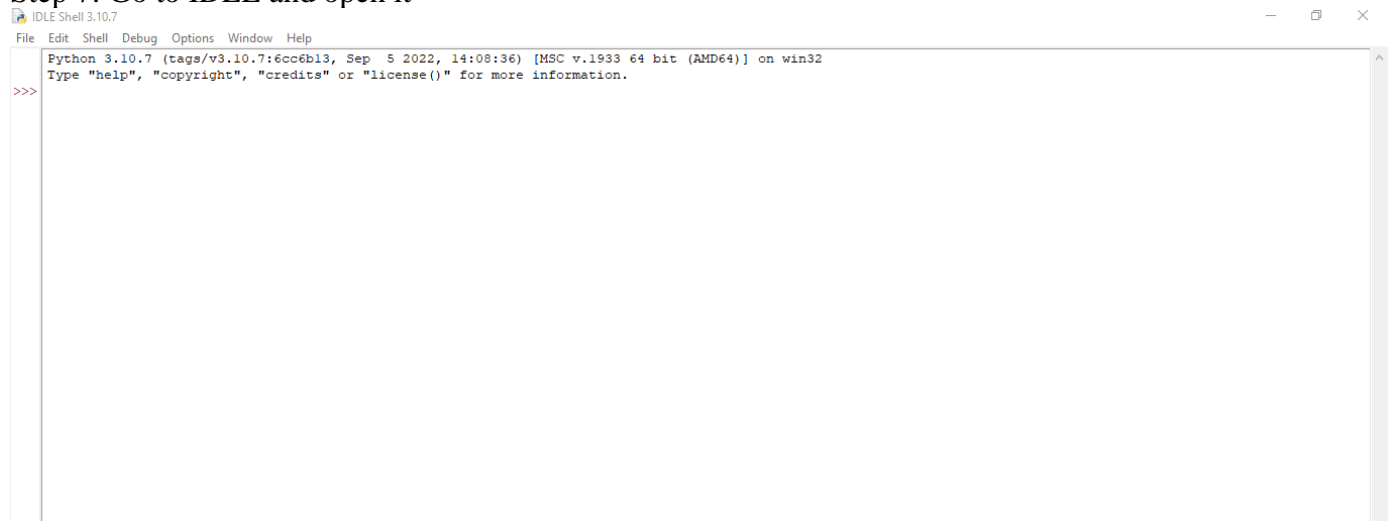 Step 7: Go to IDLE and open it
IDLE Shell 3.10.7
File Edit Shell Debug Options Window Help
Python 3.10.7 (tags/v3.10.7:6cc6b13, Sep  5 2022, 14:08:36) [MSC v.1933 64 bit (AMD64)] on win32
Type "help", "copyright", "credits" or "license()" for more information.
>>>